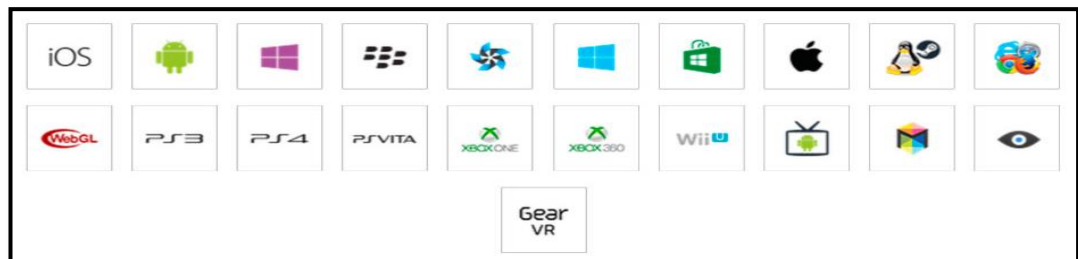 iOS
WebGL PS3 PS4 PSVITA XBOX ONE XBOX 360 Wii U
Gear
VR